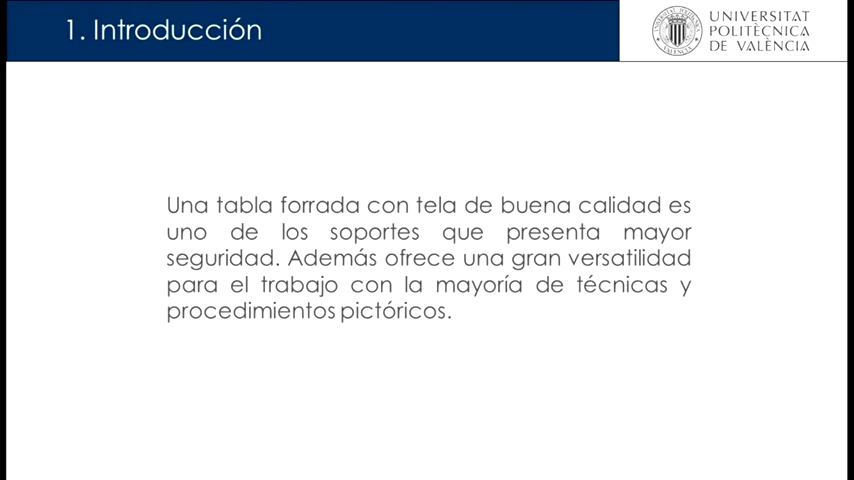 1. Introducción
UNIVERSITAT
POLITÈCNICA
DE VALÈNCIA
Una tabla forrada con tela de buena calidad es
uno de los soportes que presenta mayor
seguridad. Además ofrece una gran versatilidad
para el trabajo con la mayoría de técnicas y
procedimientos pictóricos.